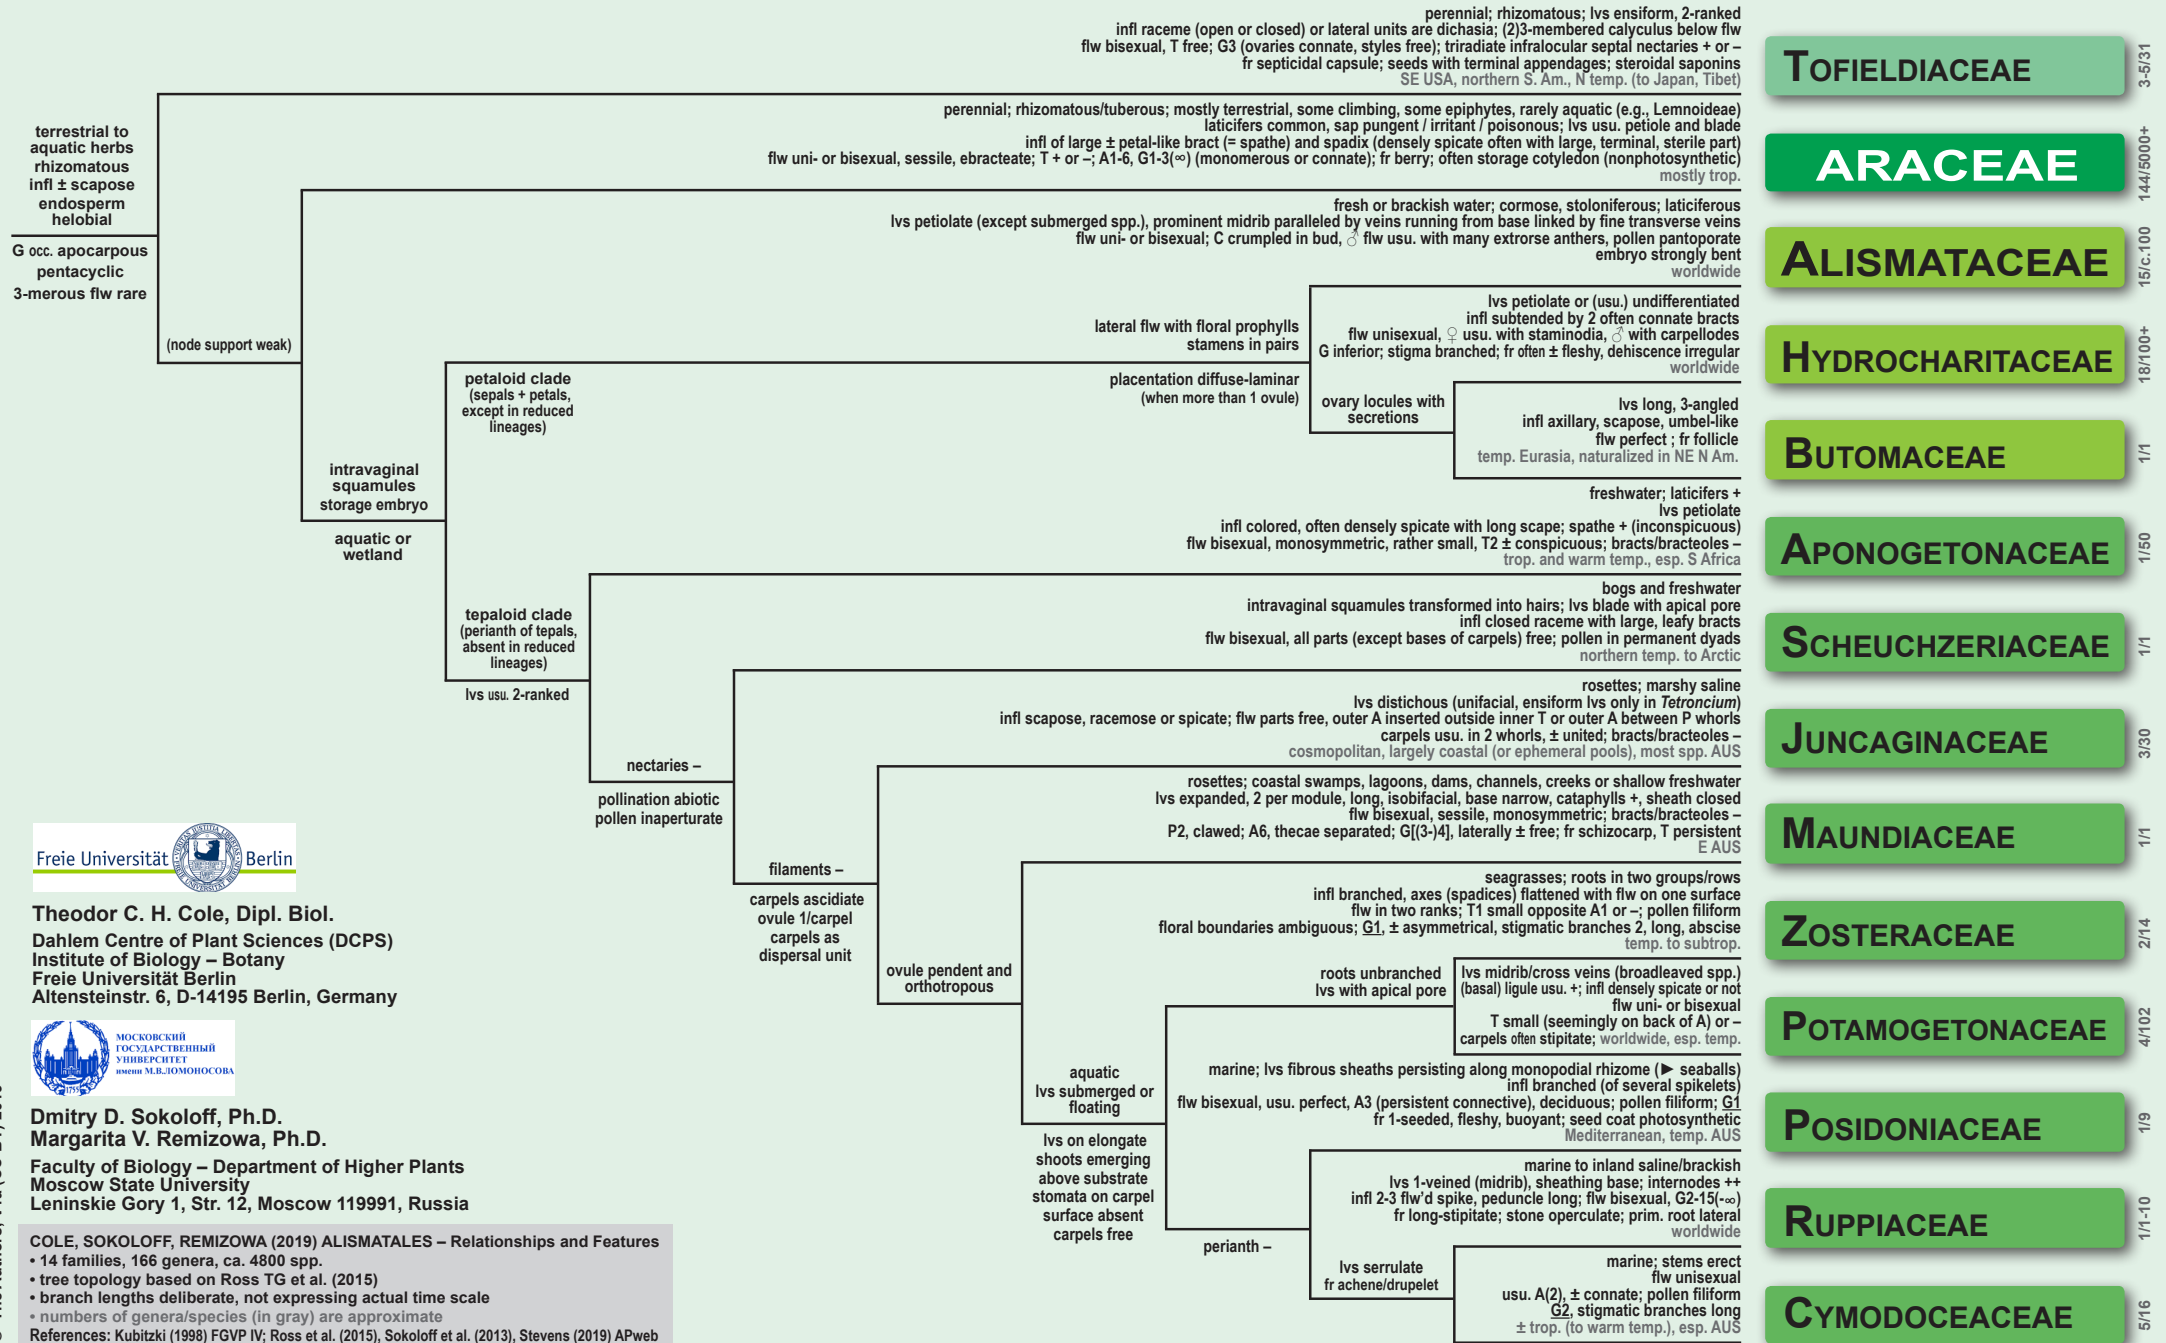 perennial; rhizomatous; lvs ensiform, 2-ranked
infl raceme (open or closed) or lateral units are dichasia; (2)3-membered calyculus below flw
flw bisexual, T free; G3 (ovaries connate, styles free); triradiate infralocular septal nectaries + or –
fr septicidal capsule; seeds with terminal appendages; steroidal saponins
SE USA, northern S. Am., N temp. (to Japan, Tibet)
TOFIELDIACEAE
3-5/31
perennial; rhizomatous/tuberous; mostly terrestrial, some climbing, some epiphytes, rarely aquatic (e.g., Lemnoideae)
laticifers common, sap pungent / irritant / poisonous; lvs usu. petiole and blade
infl of large ± petal-like bract (= spathe) and spadix (densely spicate often with large, terminal, sterile part)
flw uni- or bisexual, sessile, ebracteate; T + or –; A1-6, G1-3(∞) (monomerous or connate); fr berry; often storage cotyledon (nonphotosynthetic)
mostly trop.
ARACEAE
144/5000+
terrestrial to
aquatic herbs
rhizomatous
infl ± scapose
endosperm
helobial
G occ. apocarpous
pentacyclic
3-merous flw rare
(node support weak)
fresh or brackish water; cormose, stoloniferous; laticiferous
lvs petiolate (except submerged spp.), prominent midrib paralleled by veins running from base linked by fine transverse veins
flw uni- or bisexual; C crumpled in bud, ♂ flw usu. with many extrorse anthers, pollen pantoporate
embryo strongly bent
worldwide
ALISMATACEAE
15/c.100
lateral flw with floral prophylls
stamens in pairs
placentation diffuse-laminar
(when more than 1 ovule)
lvs petiolate or (usu.) undifferentiated
infl subtended by 2 often connate bracts
flw unisexual, ♀ usu. with staminodia, ♂ with carpellodes
G inferior; stigma branched; fr often ± fleshy, dehiscence irregular
worldwide
HYDROCHARITACEAE
18/100+
petaloid clade
(sepals + petals,
except in reduced
lineages)
ovary locules with
secretions
lvs long, 3-angled
infl axillary, scapose, umbel-like
flw perfect ; fr follicle
temp. Eurasia, naturalized in NE N Am.
BUTOMACEAE
1/1
intravaginal
squamules
storage embryo
aquatic or
wetland
freshwater; laticifers +
lvs petiolate
infl colored, often densely spicate with long scape; spathe + (inconspicuous)
flw bisexual, monosymmetric, rather small, T2 ± conspicuous; bracts/bracteoles –
trop. and warm temp., esp. S Africa
APONOGETONACEAE
1/50
tepaloid clade
(perianth of tepals,
absent in reduced
lineages)
lvs usu. 2-ranked
bogs and freshwater
intravaginal squamules transformed into hairs; lvs blade with apical pore
infl closed raceme with large, leafy bracts
flw bisexual, all parts (except bases of carpels) free; pollen in permanent dyads
northern temp. to Arctic
SCHEUCHZERIACEAE
1/1
nectaries –
pollination abiotic
pollen inaperturate
rosettes; marshy saline
lvs distichous (unifacial, ensiform lvs only in Tetroncium)
infl scapose, racemose or spicate; flw parts free, outer A inserted outside inner T or outer A between P whorls
carpels usu. in 2 whorls, ± united; bracts/bracteoles –
cosmopolitan, largely coastal (or ephemeral pools), most spp. AUS
JUNCAGINACEAE
3/30
filaments –
carpels ascidiate
ovule 1/carpel
carpels as
dispersal unit
rosettes; coastal swamps, lagoons, dams, channels, creeks or shallow freshwater
lvs expanded, 2 per module, long, isobifacial, base narrow, cataphylls +, sheath closed
flw bisexual, sessile, monosymmetric; bracts/bracteoles –
P2, clawed; A6, thecae separated; G[(3-)4], laterally ± free; fr schizocarp, T persistent
E AUS
MAUNDIACEAE
1/1
ovule pendent and
orthotropous
seagrasses; roots in two groups/rows
infl branched, axes (spadices) flattened with flw on one surface
flw in two ranks; T1 small opposite A1 or –; pollen filiform
floral boundaries ambiguous; G1, ± asymmetrical, stigmatic branches 2, long, abscise
temp. to subtrop.
ZOSTERACEAE
2/14
aquatic
lvs submerged or
floating
lvs on elongate
shoots emerging
above substrate
stomata on carpel
surface absent
carpels free
roots unbranched
lvs with apical pore
lvs midrib/cross veins (broadleaved spp.)
(basal) ligule usu. +; infl densely spicate or not
flw uni- or bisexual
T small (seemingly on back of A) or –
carpels often stipitate; worldwide, esp. temp.
POTAMOGETONACEAE
4/102
marine; lvs fibrous sheaths persisting along monopodial rhizome (► seaballs)
infl branched (of several spikelets)
flw bisexual, usu. perfect, A3 (persistent connective), deciduous; pollen filiform; G1
fr 1-seeded, fleshy, buoyant; seed coat photosynthetic
Mediterranean, temp. AUS
POSIDONIACEAE
1/9
perianth –
marine to inland saline/brackish
lvs 1-veined (midrib), sheathing base; internodes ++
infl 2-3 flw'd spike, peduncle long; flw bisexual, G2-15(-∞)
fr long-stipitate; stone operculate; prim. root lateral
worldwide
RUPPIACEAE
1/1-10
lvs serrulate
fr achene/drupelet
marine; stems erect
flw unisexual
usu. A(2), ± connate; pollen filiform
G2, stigmatic branches long
± trop. (to warm temp.), esp. AUS
CYMODOCEACEAE
5/16
Freie Universität Berlin
Theodor C. H. Cole, Dipl. Biol.
Dahlem Centre of Plant Sciences (DCPS)
Institute of Biology – Botany
Freie Universität Berlin
Altensteinstr. 6, D-14195 Berlin, Germany
МОСКОВСКИЙ
ГОСУДАРСТВЕННЫЙ
УНИВЕРСИТЕТ
имени М.В.ЛОМОНОСОВА
1755
Dmitry D. Sokoloff, Ph.D.
Margarita V. Remizowa, Ph.D.
Faculty of Biology – Department of Higher Plants
Moscow State University
Leninskie Gory 1, Str. 12, Moscow 119991, Russia
COLE, SOKOLOFF, REMIZOWA (2019) ALISMATALES – Relationships and Features
• 14 families, 166 genera, ca. 4800 spp.
• tree topology based on Ross TG et al. (2015)
• branch lengths deliberate, not expressing actual time scale
• numbers of genera/species (in gray) are approximate
References: Kubitzki (1998) FGVP IV; Ross et al. (2015), Sokoloff et al. (2013), Stevens (2019) APweb